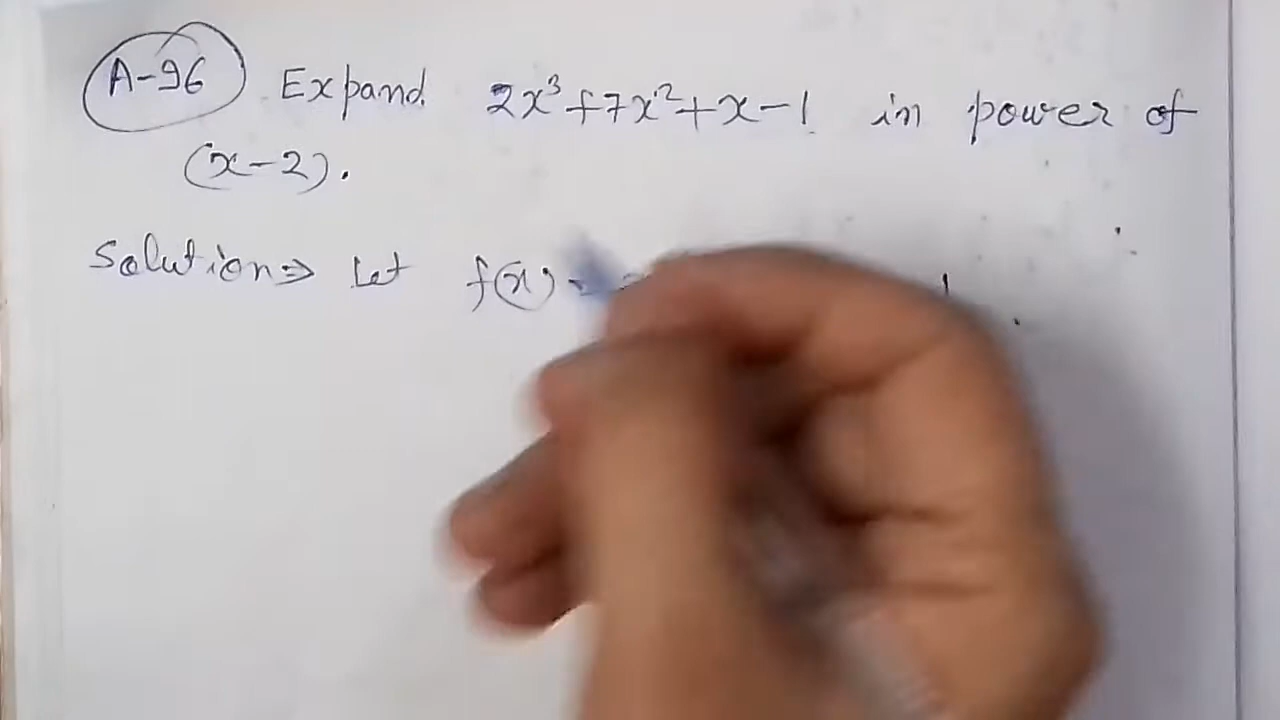 A-96 Expand 2x³+7x²+x-1 in power of
(x-2).
Solution⇒ Let f(x)